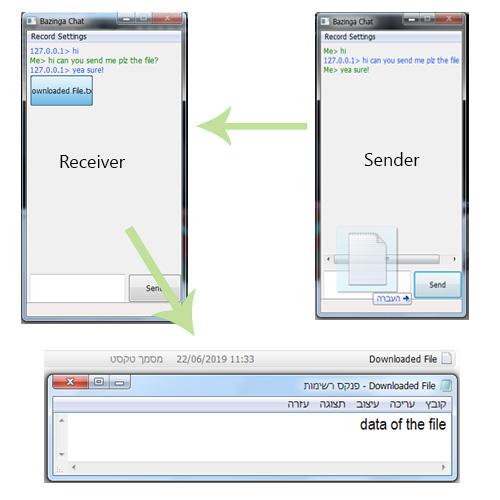 Bazinga Chat
Record Settings
127.0.0.1> hi
Me> hi can you send me plz the file?
127.0.0.1> yea sure!
ownloaded File.tx
Receiver
Send
Bazinga Chat
Record Settings
Me> hi
127.0.0.1> hi can you send me plz the file
Me> yea sure!
Sender
Send
העברה
Downloaded File 22/06/2019 11:33 מסמך טקסט
Downloaded File - פנקס רשימות
קובץ עריכה עיצוב תצוגה עזרה
data of the file